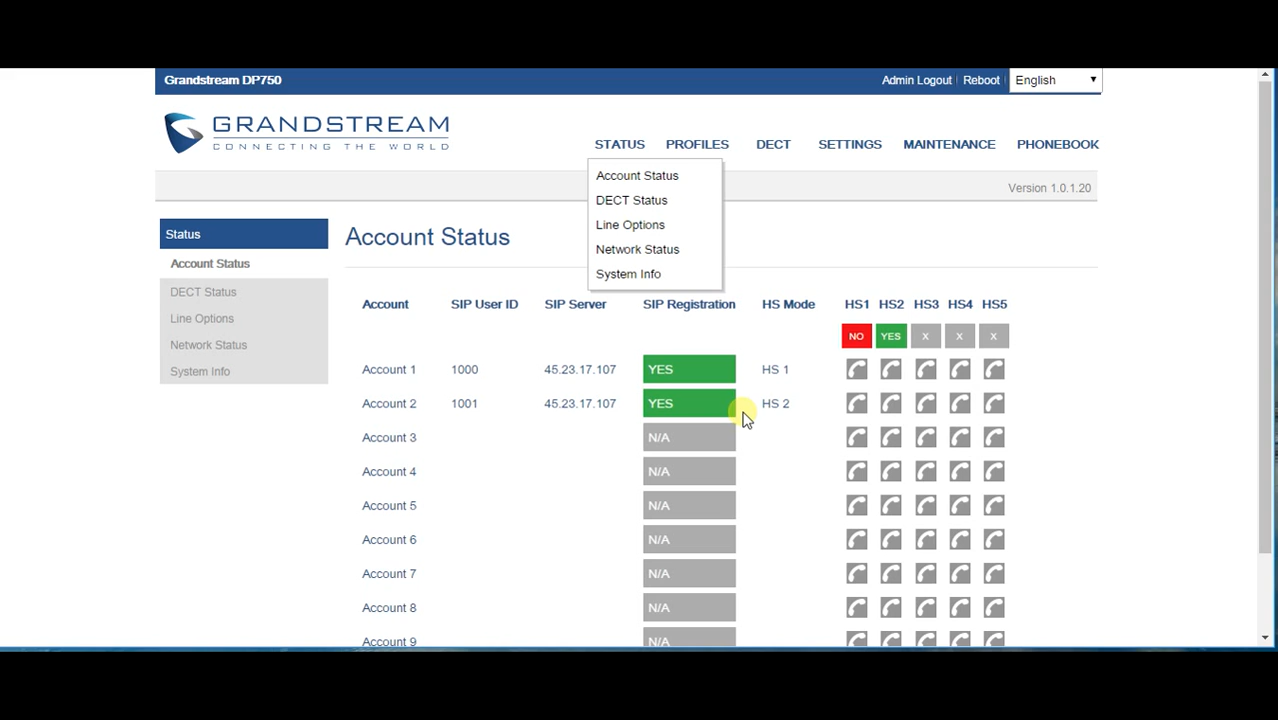 Grandstream DP750
Admin Logout Reboot English
GRANDSTREAM
CONNECTING THE WORLD
STATUS PROFILES DECT SETTINGS MAINTENANCE PHONEBOOK
Account Status
DECT Status
Line Options
Network Status
System Info
Version 1.0.1.20
Status
Account Status
DECT Status
Line Options
Network Status
System Info
Account Status
Account SIP User ID SIP Server SIP Registration HS Mode HS1 HS2 HS3 HS4 HS5
NO YES X X X
Account 1 1000 45.23.17.107 YES HS 1
Account 2 1001 45.23.17.107 YES HS 2
Account 3 N/A
Account 4 N/A
Account 5 N/A
Account 6 N/A
Account 7 N/A
Account 8 N/A
Account 9 N/A